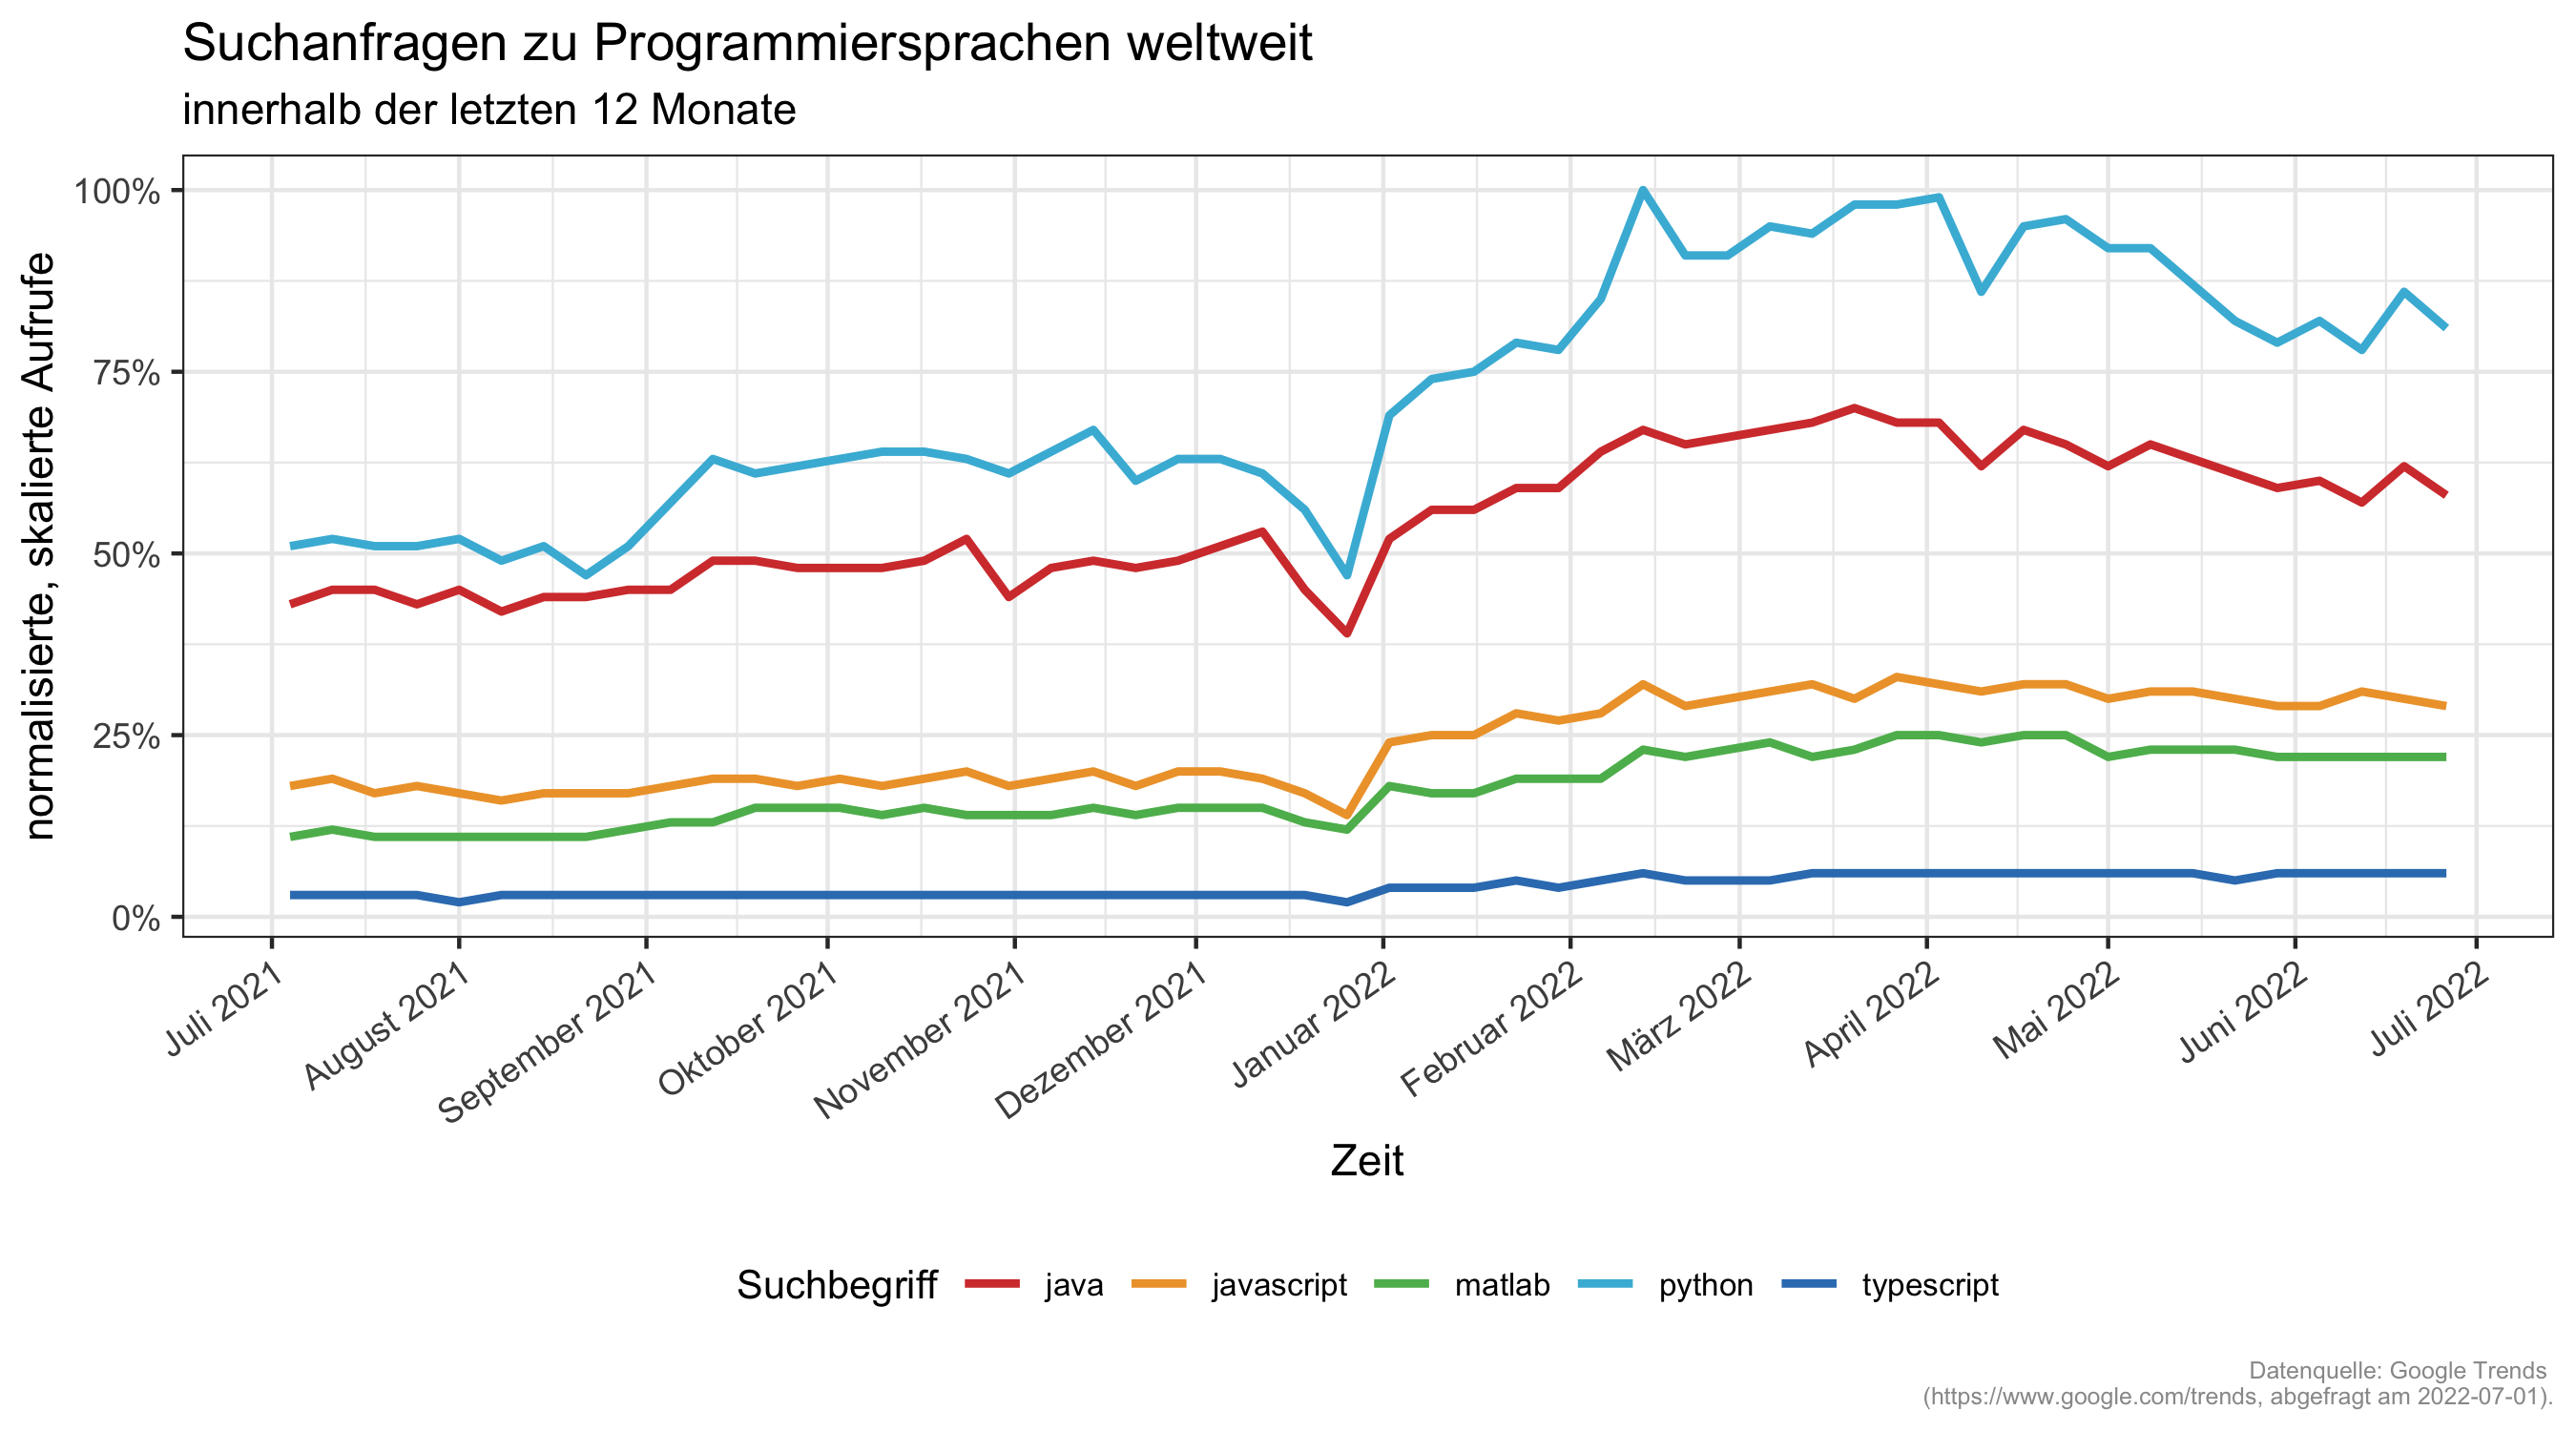 Suchanfragen zu Programmiersprachen weltweit
innerhalb der letzten 12 Monate
normalisierte, skalierte Aufrufe
100%
75%
50%
25%
0%
Juli 2021
August 2021
September 2021
Oktober 2021
November 2021
Dezember 2021
Januar 2022
Februar 2022
März 2022
April 2022
Mai 2022
Juni 2022
Juli 2022
Zeit
Suchbegriff java javascript matlab python typescript
Datenquelle: Google Trends
(https://www.google.com/trends, abgefragt am 2022-07-01).